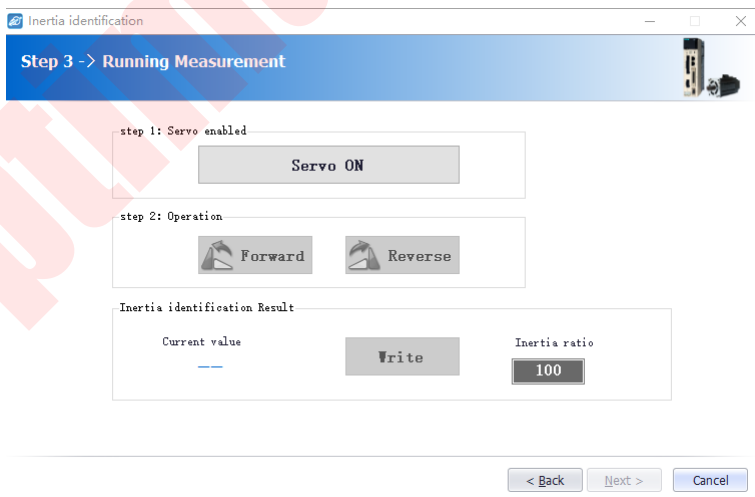 Inertia identification
Step 3 -> Running Measurement
step 1: Servo enabled
Servo ON
step 2: Operation
Forward Reverse
Inertia identification Result
Current value
Inertia ratio
--
Write
100
< Back Next > Cancel